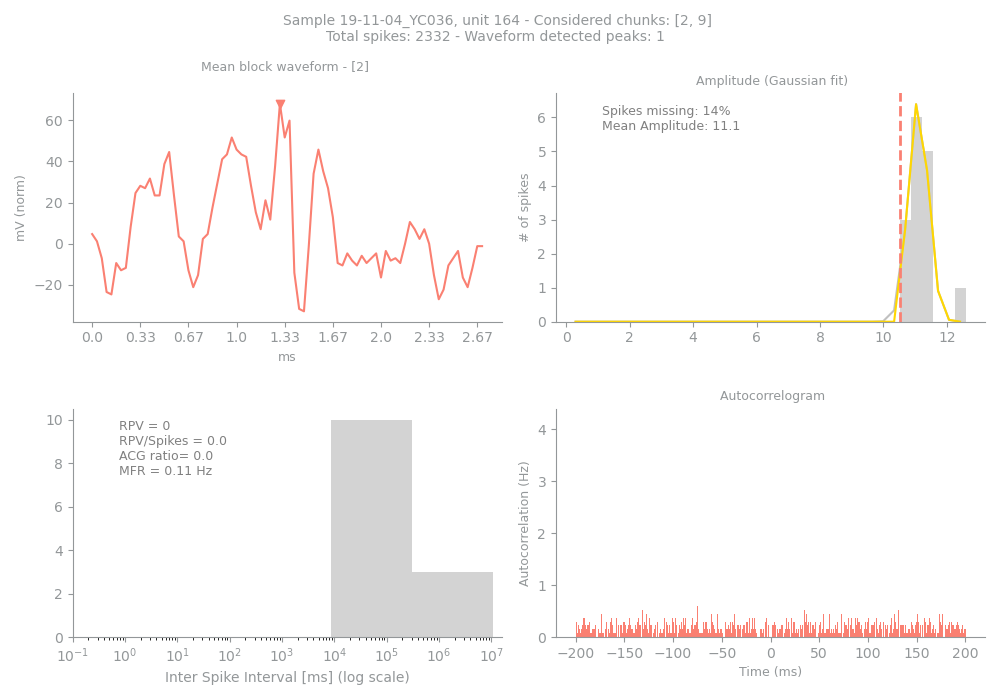 Sample 19-11-04_YC036, unit 164 - Considered chunks: [2, 9]
Total spikes: 2332 - Waveform detected peaks: 1
Mean block waveform - [2]
60
40
20
0
−20
mV (norm)
0.0 0.33 0.67 1.0 1.33 1.67 2.0 2.33 2.67
ms
Amplitude (Gaussian fit)
Spikes missing: 14%
Mean Amplitude: 11.1
6
5
4
3
2
1
0
# of spikes
0 2 4 6 8 10 12
RPV = 0
RPV/Spikes = 0.0
ACG ratio= 0.0
MFR = 0.11 Hz
10
8
6
4
2
0
10⁻¹ 10⁰ 10¹ 10² 10³ 10⁴ 10⁵ 10⁶ 10⁷
Inter Spike Interval [ms] (log scale)
Autocorrelogram
4
3
2
1
0
Autocorrelation (Hz)
−200 −150 −100 −50 0 50 100 150 200
Time (ms)